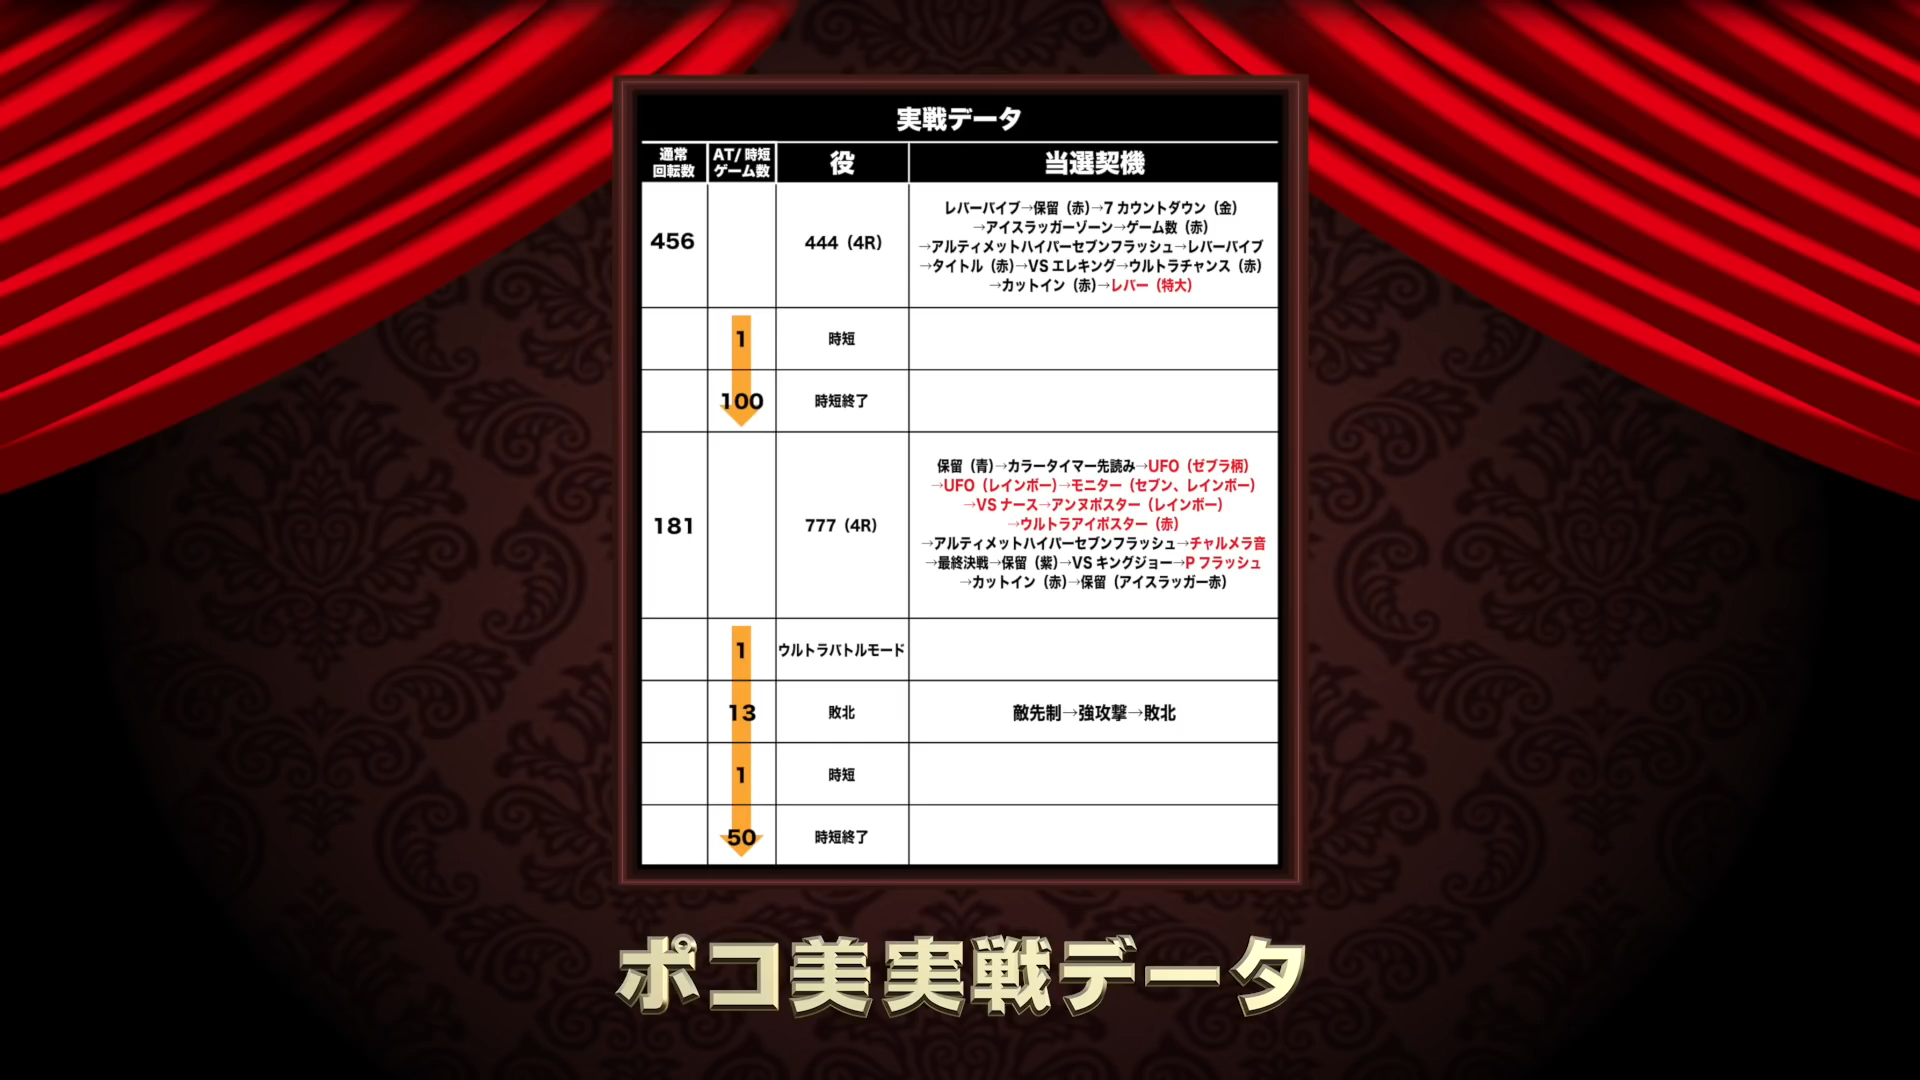 実戦データ
通常
回転数
AT/時短
ゲーム数
役
当選契機
456
444（4R）
レバーバイブ→保留（赤）→7 カウントダウン（金）
→アイスラッガーゾーン→ゲーム数（赤）
→アルティメットハイパーセブンフラッシュ→レバーバイブ
→タイトル（赤）→VS エレキング→ウルトラチャンス（赤）
→カットイン（赤）→レバー（特大）
1
時短
100
時短終了
181
777（4R）
保留（青）→カラータイマー先読み→UFO（ゼブラ柄）
→UFO（レインボー）→モニター（セブン、レインボー）
→VS ナース→アンヌポスター（レインボー）
→ウルトラアイポスター（赤）
→アルティメットハイパーセブンフラッシュ→チャルメラ音
→最終決戦→保留（紫）→VS キングジョー→P フラッシュ
→カットイン（赤）→保留（アイスラッガー赤）
1
ウルトラバトルモード
13
敗北
敵先制→強攻撃→敗北
1
時短
50
時短終了
ポコ美実戦データ